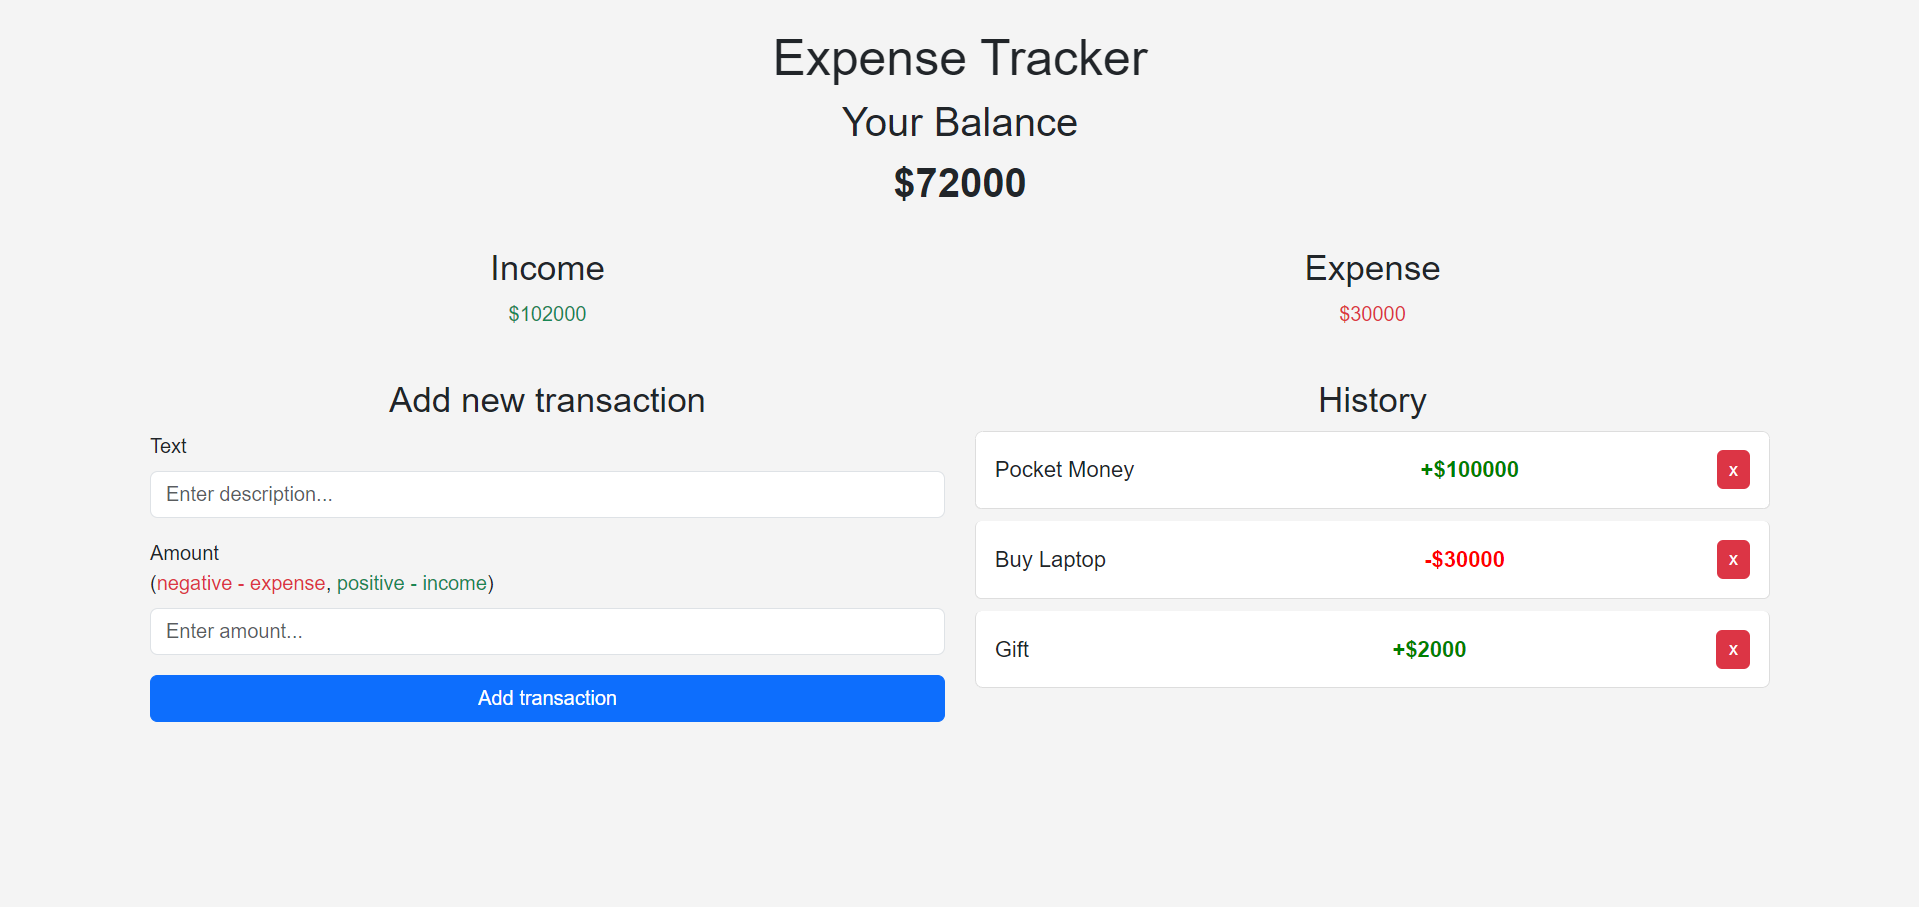 Expense Tracker
Your Balance
$72000
Income
$102000
Expense
$30000
Add new transaction
Text
Enter description...
Amount
(negative - expense, positive - income)
Enter amount...
Add transaction
History
Pocket Money +$100000 x
Buy Laptop -$30000 x
Gift +$2000 x